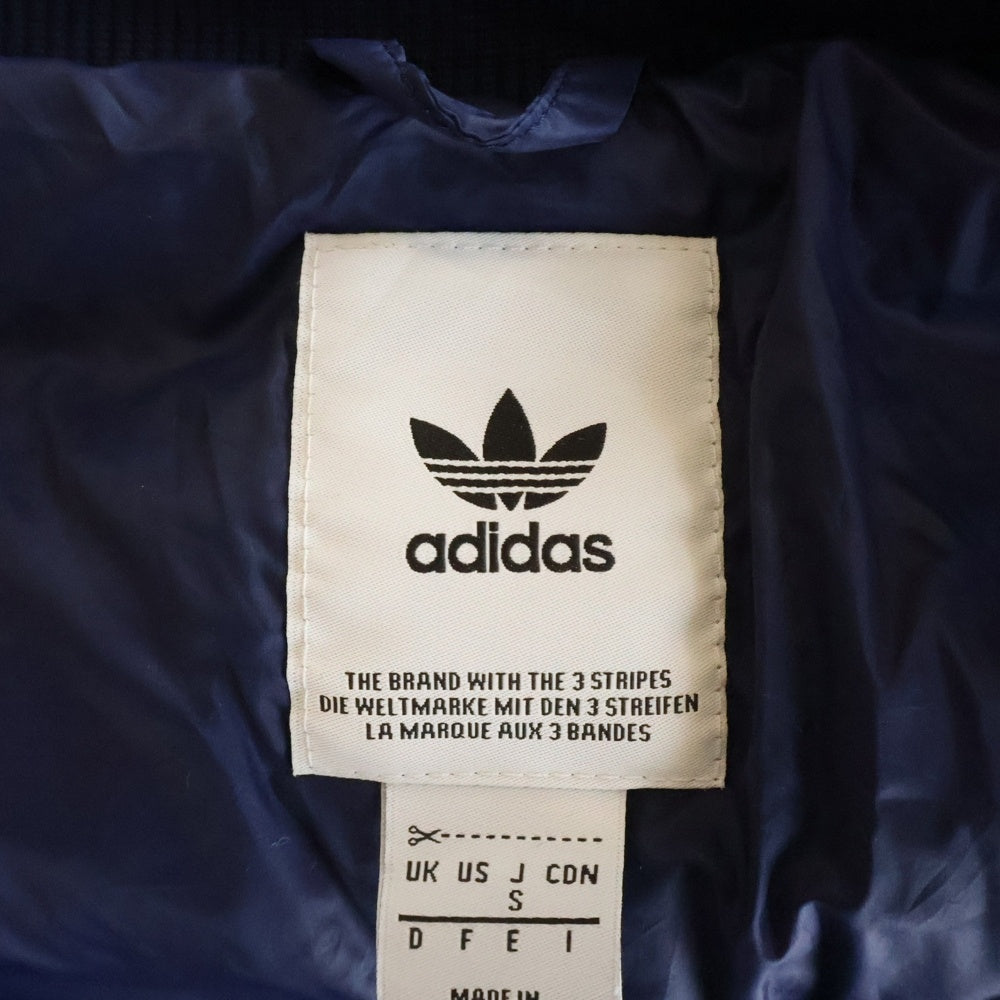 adidas
THE BRAND WITH THE 3 STRIPES
DIE WELTMARKE MIT DEN 3 STREIFEN
LA MARQUE AUX 3 BANDES
UK US J CDN
S
D F E I
MADE IN